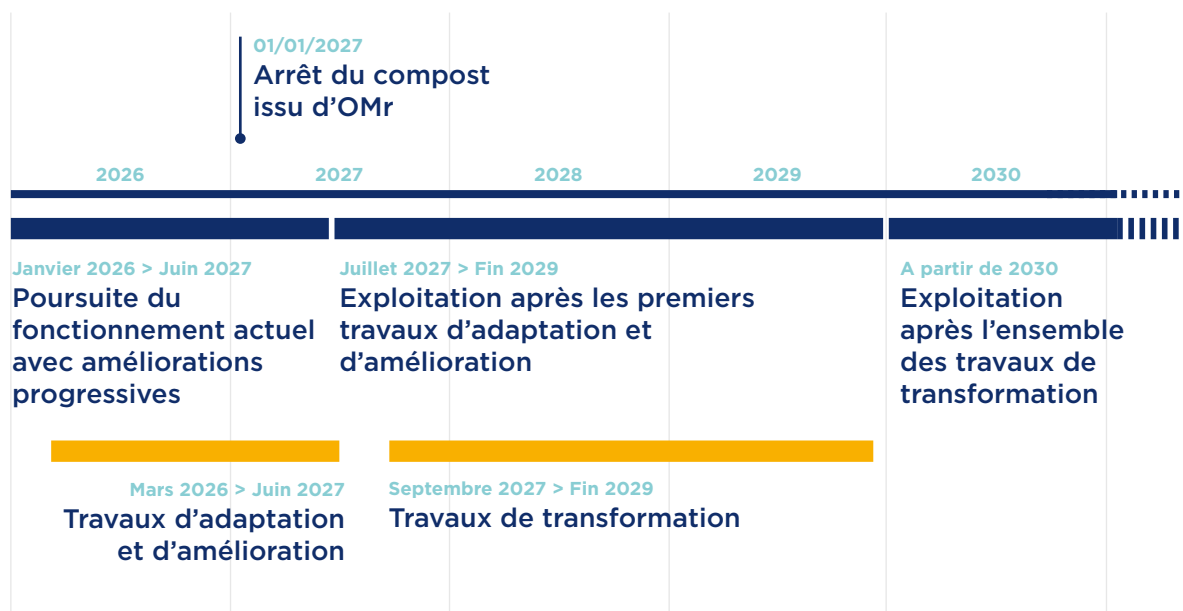 01/01/2027
Arrêt du compost
issu d’OMr
2026
2027
2028
2029
2030
Janvier 2026 > Juin 2027
Poursuite du
fonctionnement actuel
avec améliorations
progressives
Juillet 2027 > Fin 2029
Exploitation après les premiers
travaux d’adaptation et
d’amélioration
A partir de 2030
Exploitation
après l’ensemble
des travaux de
transformation
Mars 2026 > Juin 2027
Travaux d’adaptation
et d’amélioration
Septembre 2027 > Fin 2029
Travaux de transformation